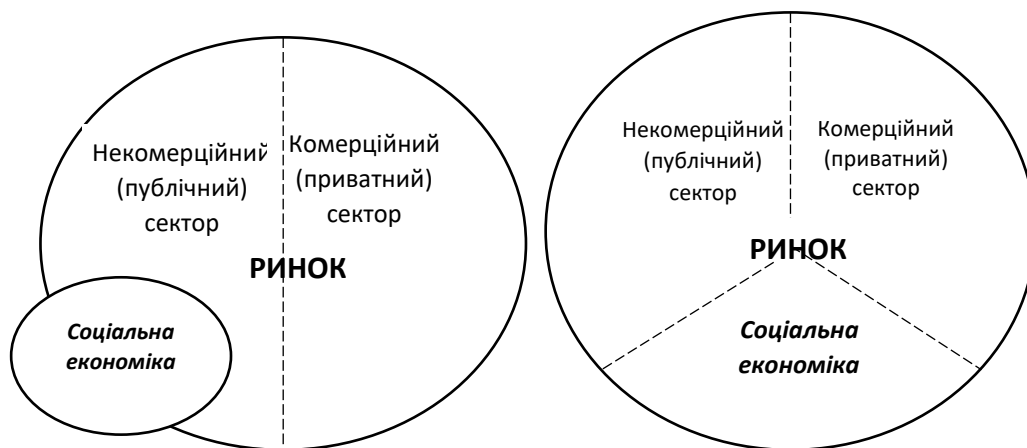 Некомерційний
(публічний)
сектор
Комерційний
(приватний)
сектор
РИНОК
Соціальна
економіка
Некомерційний
(публічний)
сектор
Комерційний
(приватний)
сектор
РИНОК
Соціальна
економіка